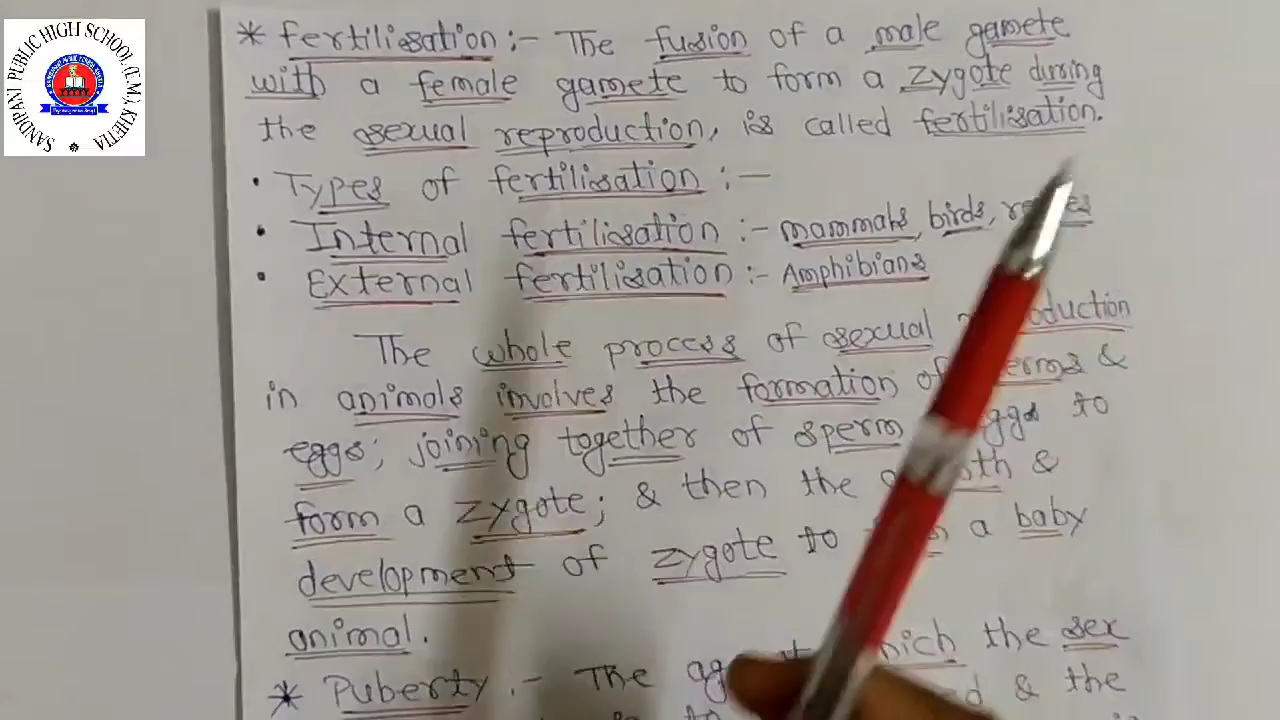 SANDIPANI PUBLIC HIGH SCHOOL (E.M), KHETIA
* Fertilisation :- The fusion of a male gamete
with a female gamete to form a zygote during
the sexual reproduction, is called fertilisation.
• Types of fertilisation :—
• Internal fertilisation :- mammals, birds,
• External fertilisation :- Amphibians
The whole process of sexual
in animals involves the formation of &
eggs; joining together of sperm to
form a zygote; & then the &
development of zygote to a baby
animal.
* Puberty :- The the sex
& the